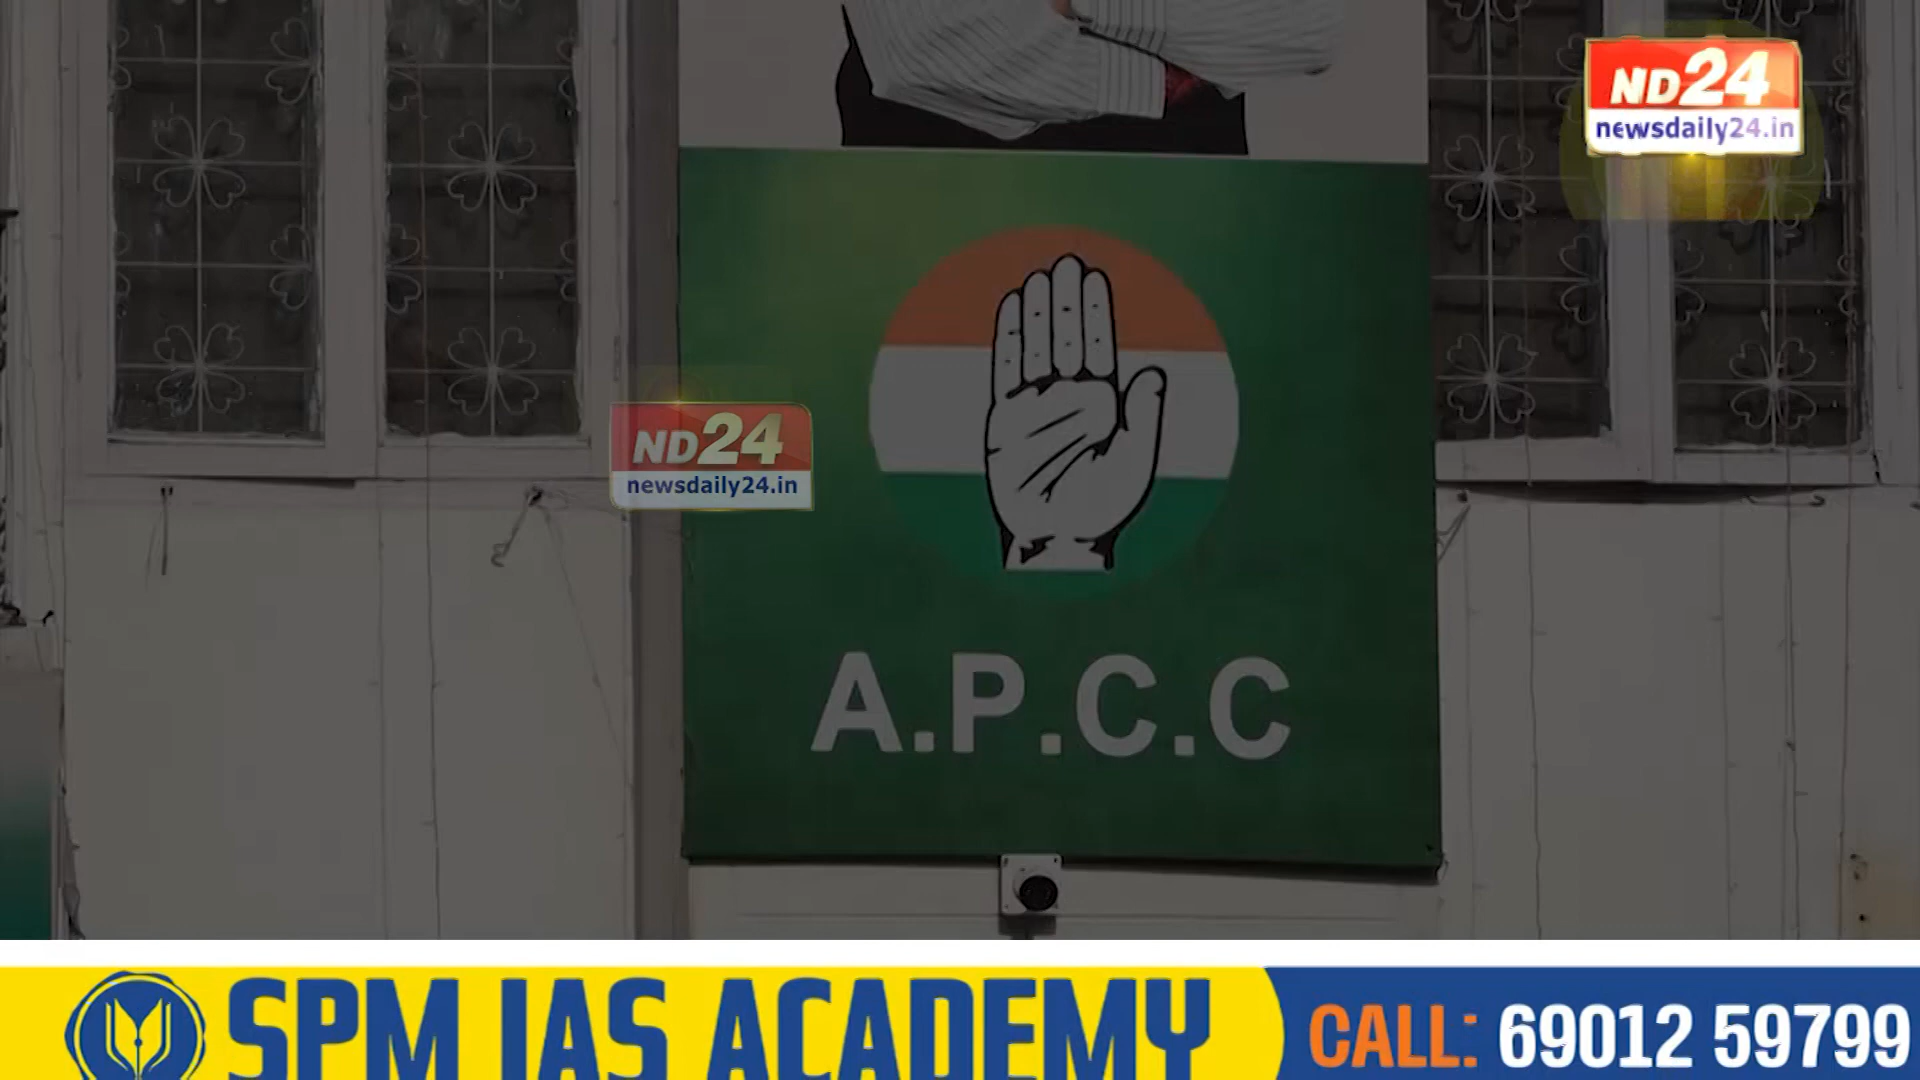 ND24
newsdaily24.in
ND24
newsdaily24.in
A.P.C.C
SPM IAS ACADEMY
CALL: 69012 59799